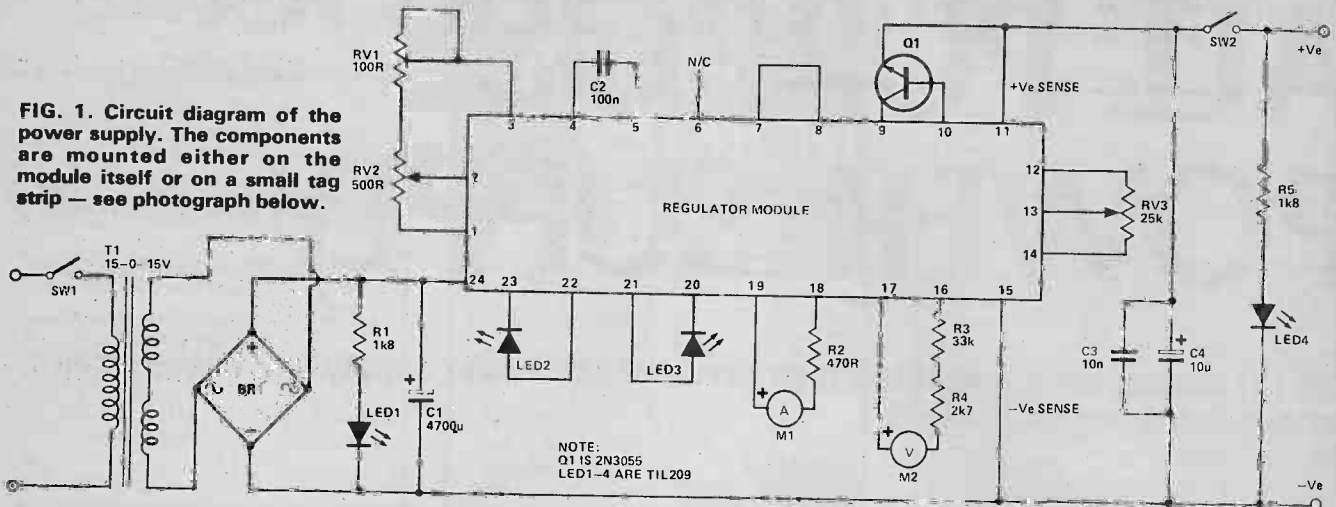 FIG. 1. Circuit diagram of the
power supply. The components
are mounted either on the
module itself or on a small tag
strip — see photograph below.
RV1
100R
RV2
500R
C2
100n
N/C
Q1
SW2
+Ve
+Ve SENSE
3
4
5
6
7
8
9
10
11
2
1
REGULATOR MODULE
12
13
14
RV3
25k
R5
1k8
T1
15-0-15V
SW1
24
23
22
21
20
19
18
17
16
15
+
BR1
−
R1
1k8
LED1
+
C1
4700µ
LED2
LED3
R2
470R
+
A
M1
R3
33k
R4
2k7
+
V
M2
−Ve SENSE
C3
10n
+
C4
10u
LED4
NOTE:
Q1 IS 2N3055
LED1-4 ARE TIL209
−Ve